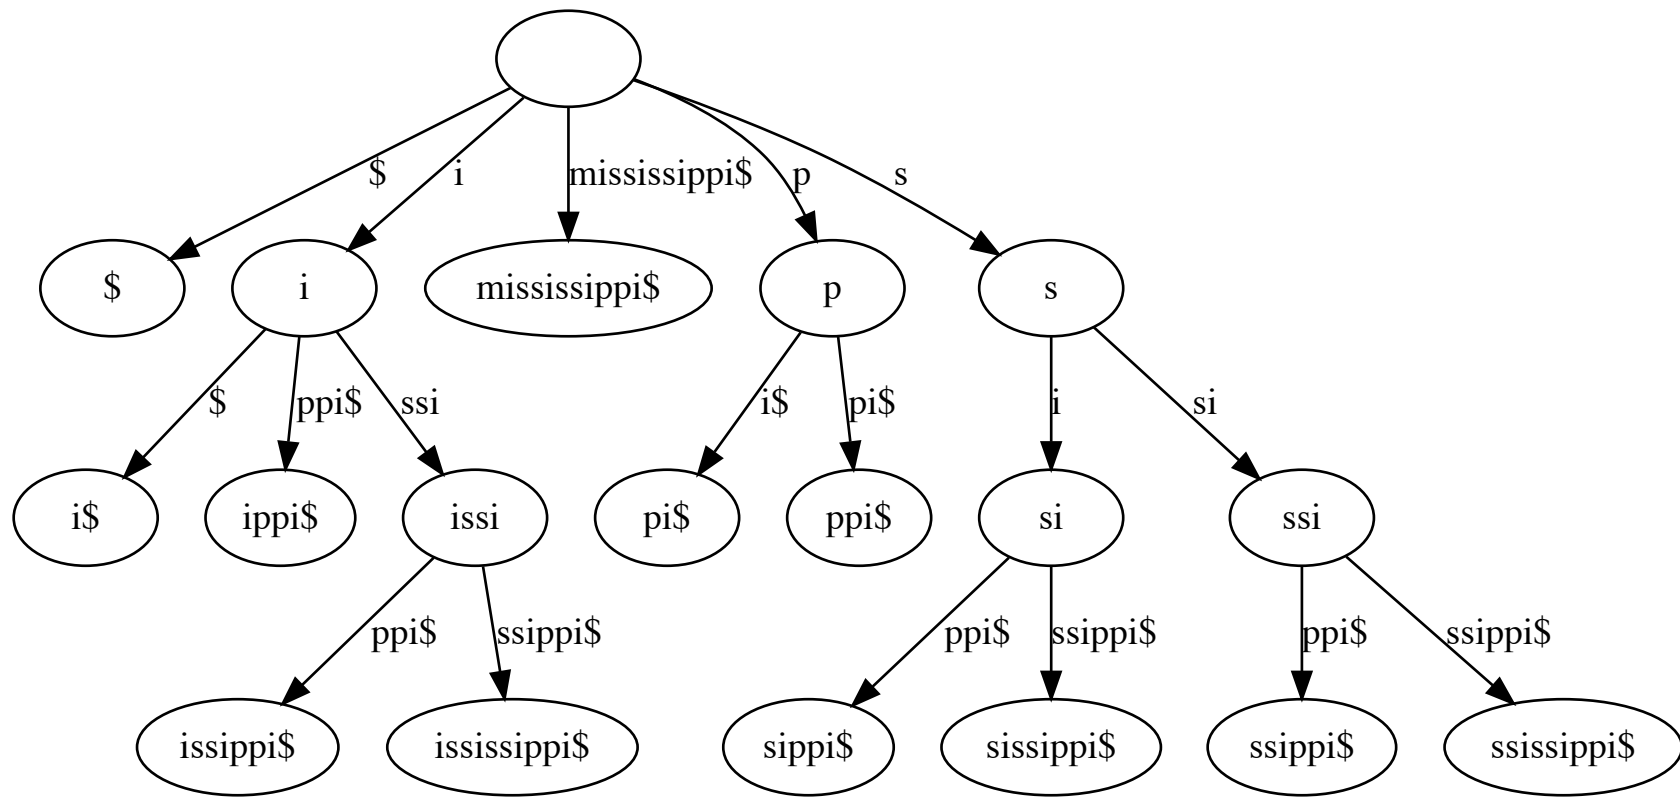 $ i mississippi$ p s
$ i mississippi$ p s
$ ppi$ ssi i$ pi$ i si
i$ ippi$ issi pi$ ppi$ si ssi
ppi$ ssippi$ ppi$ ssippi$ ppi$ ssippi$
issippi$ ississippi$ sippi$ sissippi$ ssippi$ ssissippi$